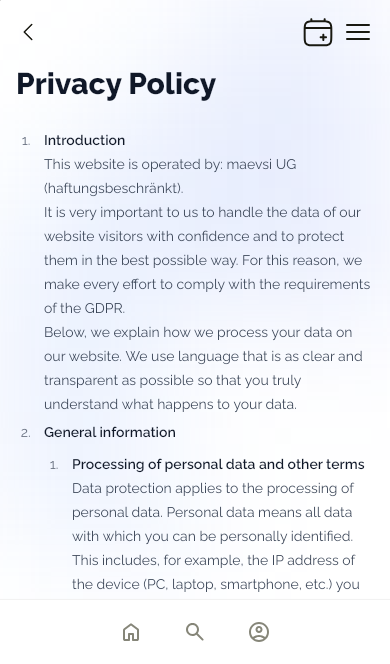 Privacy Policy
1. Introduction
This website is operated by: maevsi UG
(haftungsbeschränkt).
It is very important to us to handle the data of our
website visitors with confidence and to protect
them in the best possible way. For this reason, we
make every effort to comply with the requirements
of the GDPR.
Below, we explain how we process your data on
our website. We use language that is as clear and
transparent as possible so that you truly
understand what happens to your data.
2. General information
1. Processing of personal data and other terms
Data protection applies to the processing of
personal data. Personal data means all data
with which you can be personally identified.
This includes, for example, the IP address of
the device (PC, laptop, smartphone, etc.) you